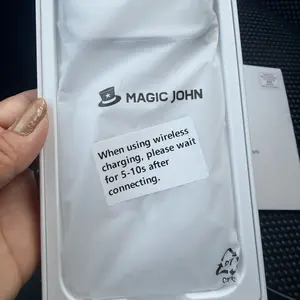 MAGIC JOHN
When using wireless
charging, please wait
for 5-10s after
connecting.